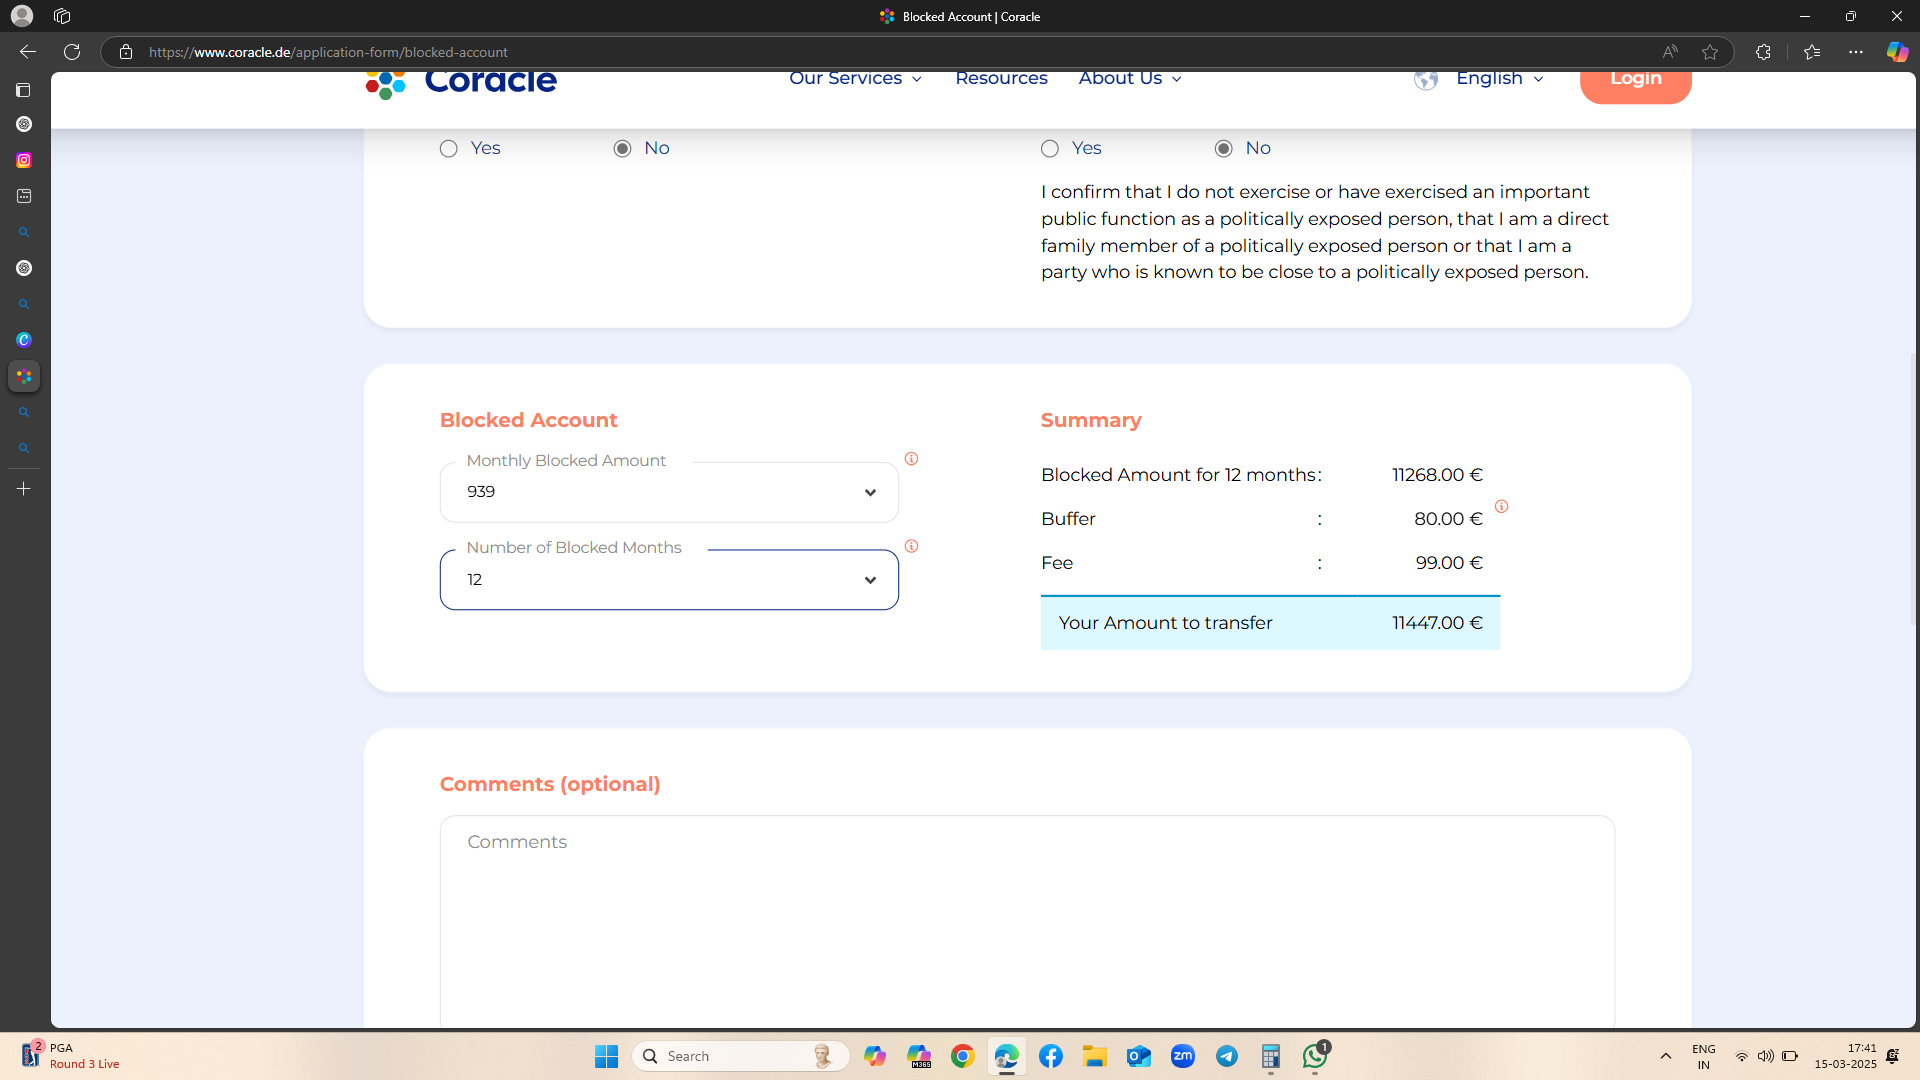 Blocked Account | Coracle
https://www.coracle.de/application-form/blocked-account
Coracle
Our Services
Resources
About Us
English
Login
Yes
No
Yes
No
I confirm that I do not exercise or have exercised an important
public function as a politically exposed person, that I am a direct
family member of a politically exposed person or that I am a
party who is known to be close to a politically exposed person.
Blocked Account
Monthly Blocked Amount
939
Number of Blocked Months
12
Summary
Blocked Amount for 12 months : 11268.00 €
Buffer : 80.00 €
Fee : 99.00 €
Your Amount to transfer 11447.00 €
Comments (optional)
Comments
2
PGA
Round 3 Live
Search
M365
zm
1
ENG
IN
17:41
15-03-2025